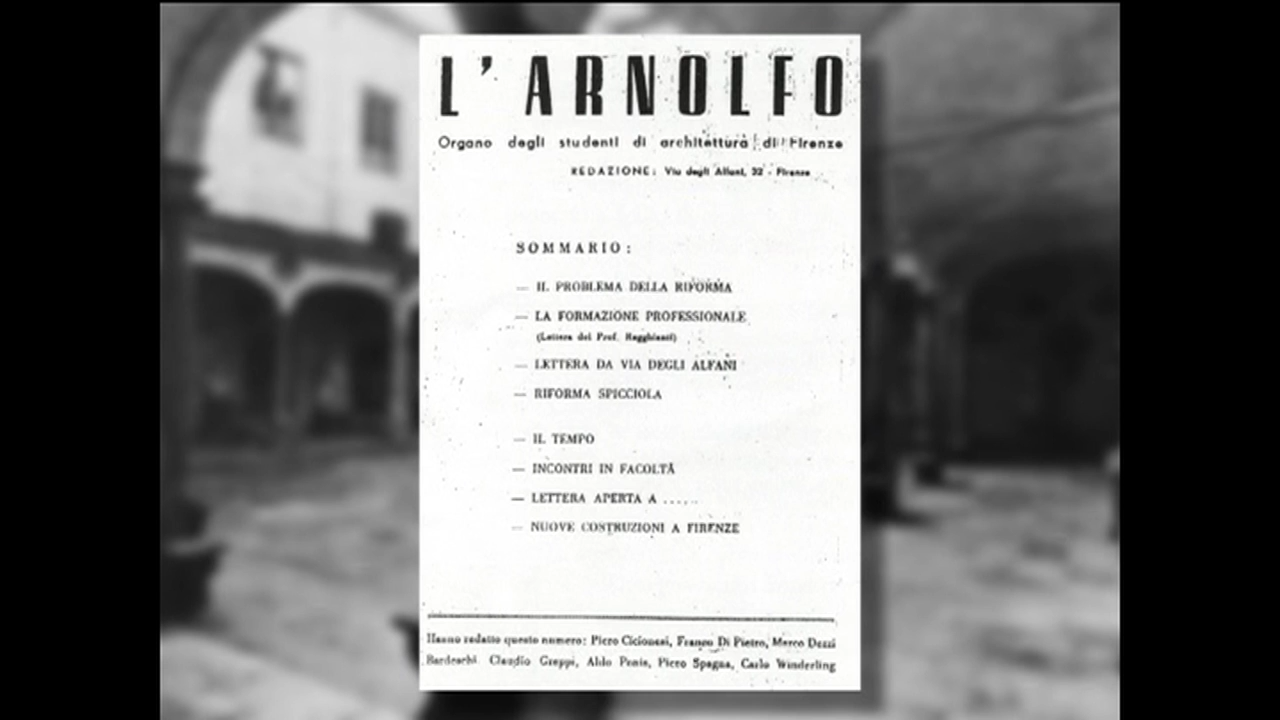 L'ARNOLFO
Organo degli studenti di architettura di Firenze
REDAZIONE: Via degli Alfani, 32 - Firenze
SOMMARIO:
— IL PROBLEMA DELLA RIFORMA
— LA FORMAZIONE PROFESSIONALE
(Lettera del Prof. Ragghianti)
— LETTERA DA VIA DEGLI ALFANI
— RIFORMA SPICCIOLA
— IL TEMPO
— INCONTRI IN FACOLTÀ
— LETTERA APERTA A .....
— NUOVE COSTRUZIONI A FIRENZE
Hanno redatto questo numero: Piero Cicionesi, Franco Di Pietro, Marco Dezzi
Bardeschi Claudio Greppi, Aldo Piero Spagna, Carlo Winderling